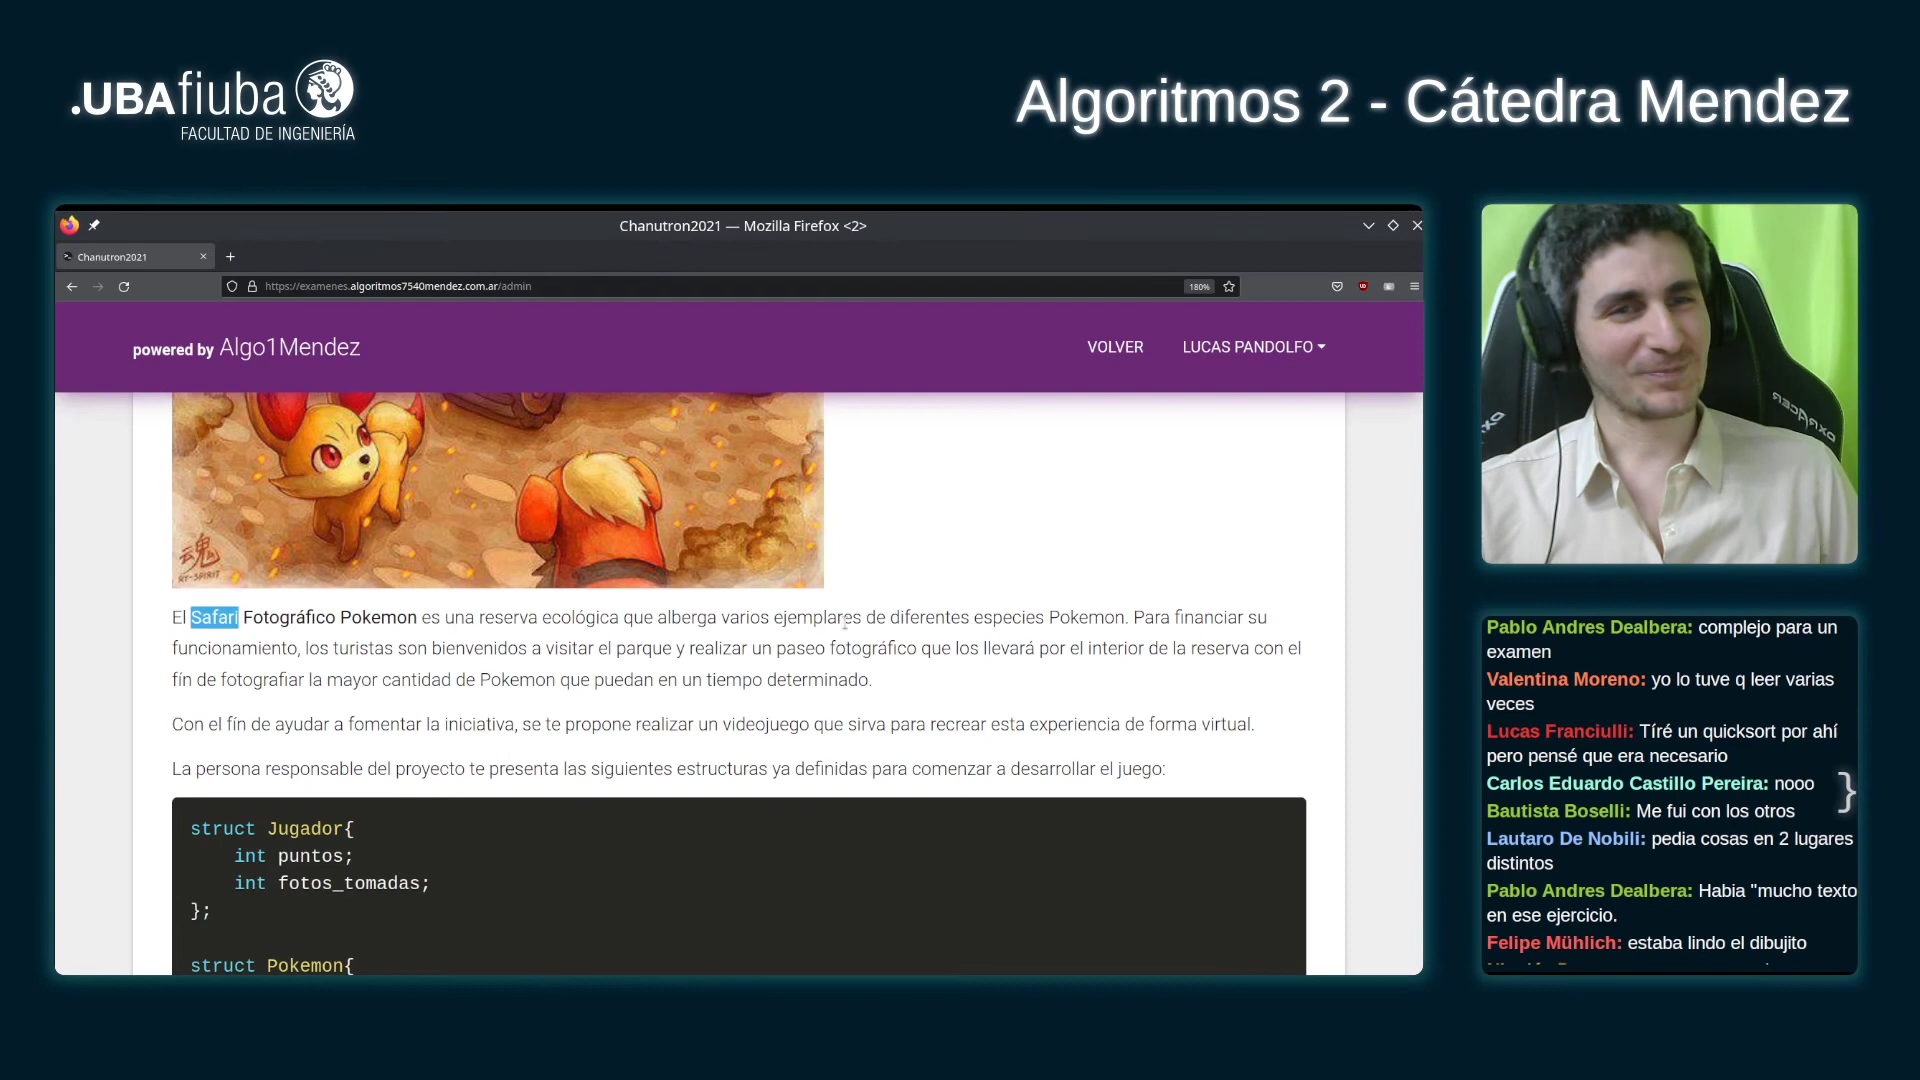 .UBAfiuba
FACULTAD DE INGENIERÍA
Algoritmos 2 - Cátedra Mendez
Chanutron2021 — Mozilla Firefox <2>
Chanutron2021
https://examenes.algoritmos7540mendez.com.ar/admin
180%
powered by Algo1Mendez
VOLVER
LUCAS PANDOLFO
魂
RY-SPIRIT
El Safari Fotográfico Pokemon es una reserva ecológica que alberga varios ejemplares de diferentes especies Pokemon. Para financiar su
funcionamiento, los turistas son bienvenidos a visitar el parque y realizar un paseo fotográfico que los llevará por el interior de la reserva con el
fín de fotografiar la mayor cantidad de Pokemon que puedan en un tiempo determinado.
Con el fín de ayudar a fomentar la iniciativa, se te propone realizar un videojuego que sirva para recrear esta experiencia de forma virtual.
La persona responsable del proyecto te presenta las siguientes estructuras ya definidas para comenzar a desarrollar el juego:
struct Jugador{
int puntos;
int fotos_tomadas;
};
struct Pokemon{
DXRACER
Pablo Andres Dealbera: complejo para un
examen
Valentina Moreno: yo lo tuve q leer varias
veces
Lucas Franciulli: Tíré un quicksort por ahí
pero pensé que era necesario
Carlos Eduardo Castillo Pereira: nooo
}
Bautista Boselli: Me fui con los otros
Lautaro De Nobili: pedia cosas en 2 lugares
distintos
Pablo Andres Dealbera: Habia "mucho texto
en ese ejercicio.
Felipe Mühlich: estaba lindo el dibujito